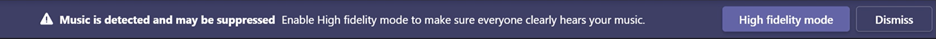 Music is detected and may be suppressed Enable High fidelity mode to make sure everyone clearly hears your music. High fidelity mode Dismiss